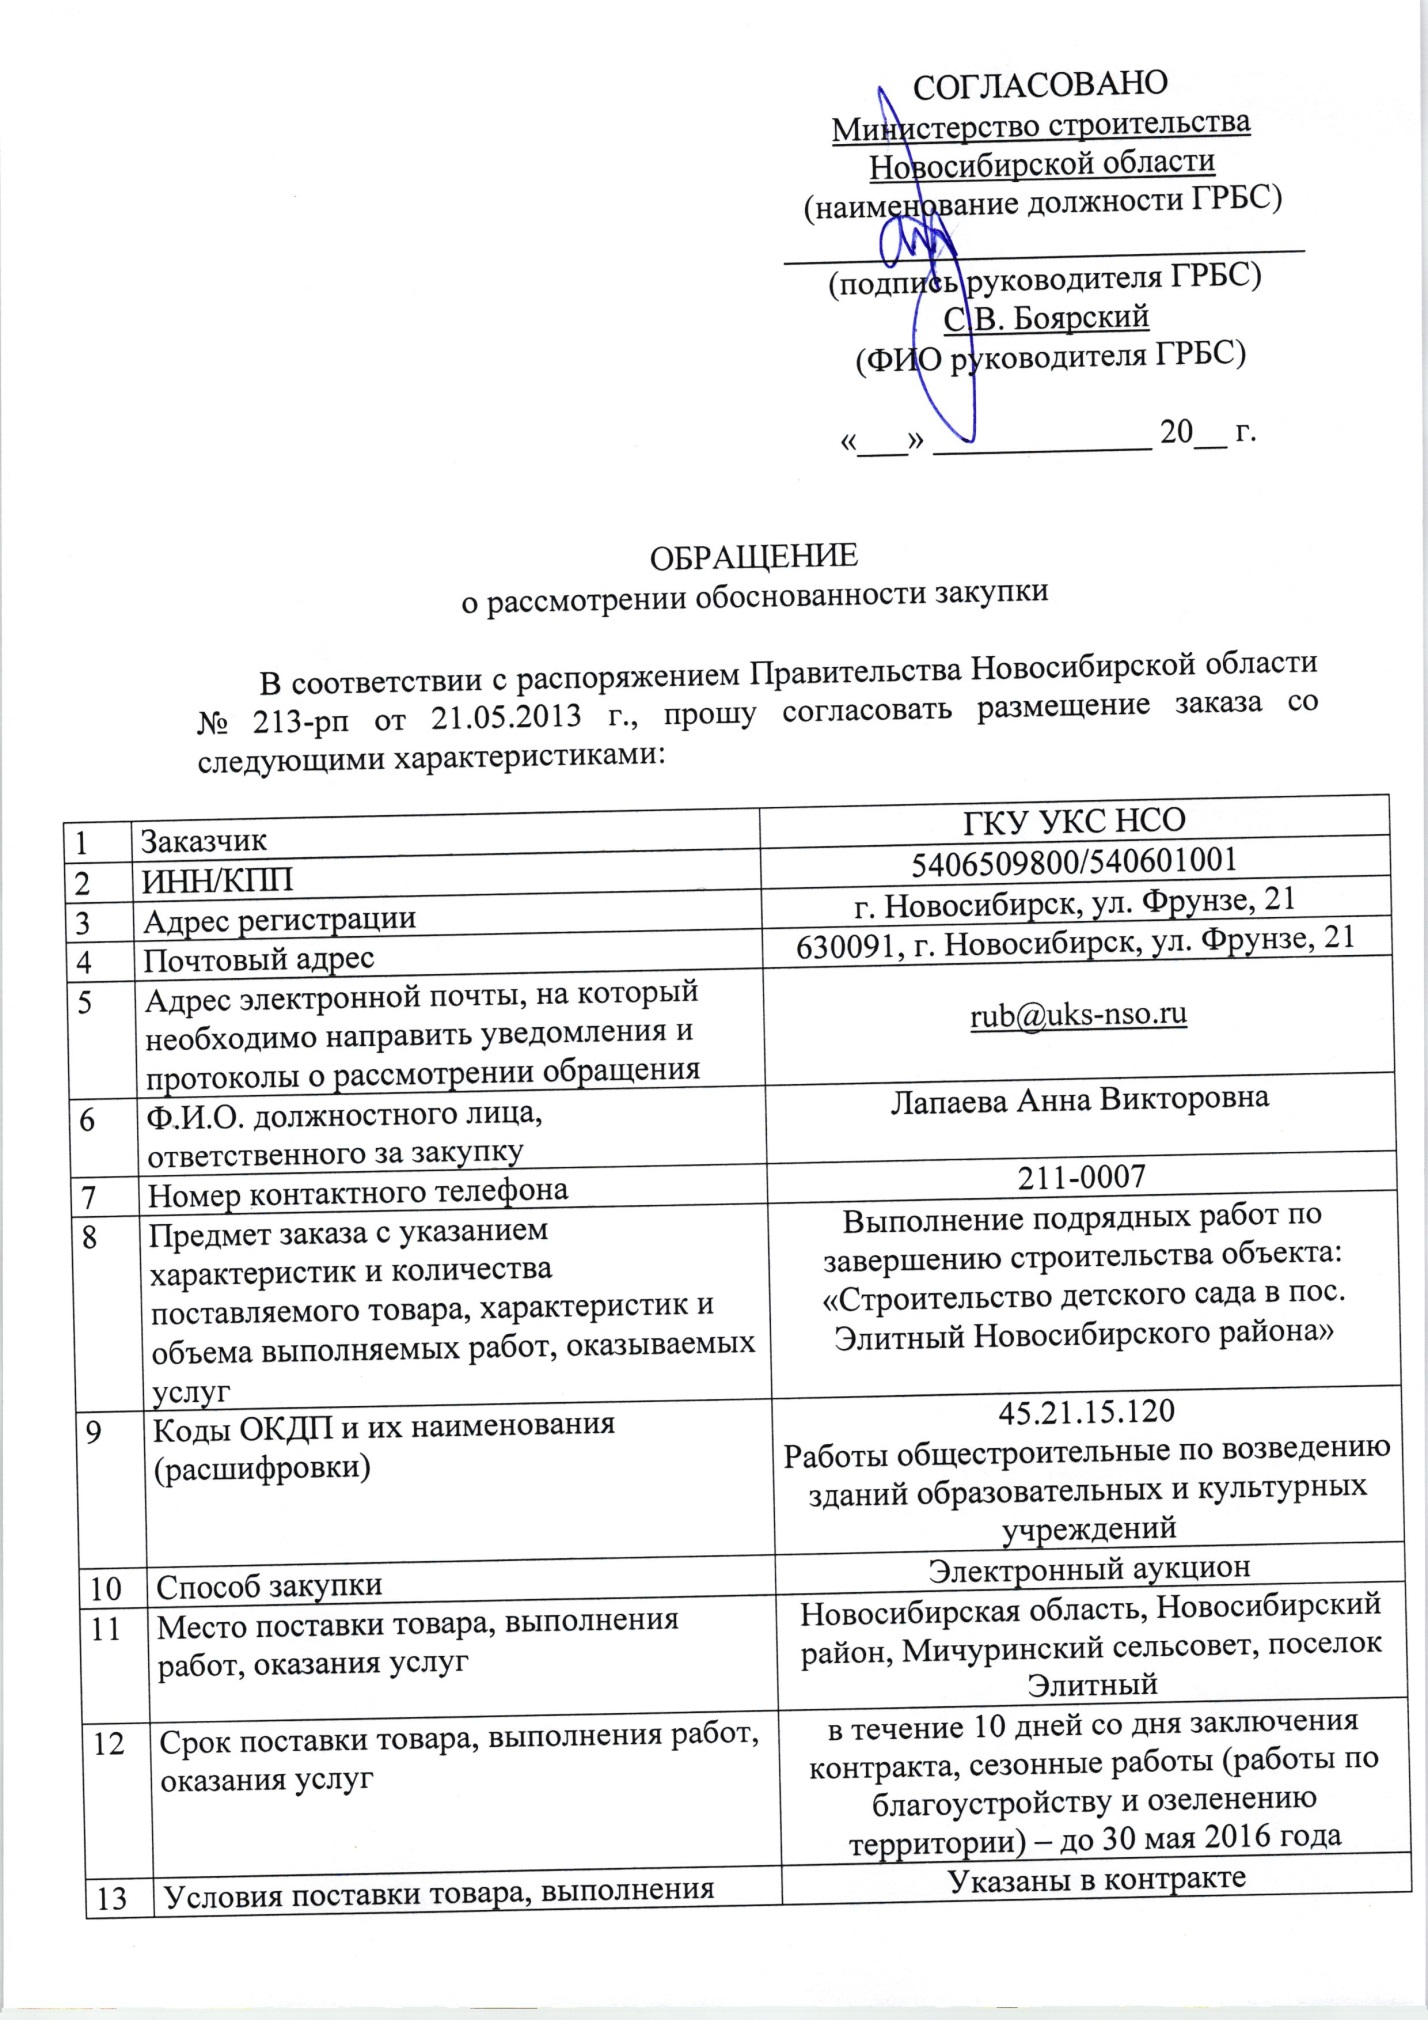 СОГЛАСОВАНО
Министерство строительства
Новосибирской области
(наименование должности ГРБС)
(подпись руководителя ГРБС)
С.В. Боярский
(ФИО руководителя ГРБС)
«___» _____________ 20__ г.
ОБРАЩЕНИЕ
о рассмотрении обоснованности закупки
В соответствии с распоряжением Правительства Новосибирской области
№ 213-рп от 21.05.2013 г., прошу согласовать размещение заказа со
следующими характеристиками:
1 Заказчик ГКУ УКС НСО
2 ИНН/КПП 5406509800/540601001
3 Адрес регистрации г. Новосибирск, ул. Фрунзе, 21
4 Почтовый адрес 630091, г. Новосибирск, ул. Фрунзе, 21
5 Адрес электронной почты, на который
необходимо направить уведомления и
протоколы о рассмотрении обращения
rub@uks-nso.ru
6 Ф.И.О. должностного лица,
ответственного за закупку
Лапаева Анна Викторовна
7 Номер контактного телефона 211-0007
8 Предмет заказа с указанием
характеристик и количества
поставляемого товара, характеристик и
объема выполняемых работ, оказываемых
услуг
Выполнение подрядных работ по
завершению строительства объекта:
«Строительство детского сада в пос.
Элитный Новосибирского района»
9 Коды ОКДП и их наименования
(расшифровки)
45.21.15.120
Работы общестроительные по возведению
зданий образовательных и культурных
учреждений
10 Способ закупки Электронный аукцион
11 Место поставки товара, выполнения
работ, оказания услуг
Новосибирская область, Новосибирский
район, Мичуринский сельсовет, поселок
Элитный
12 Срок поставки товара, выполнения работ,
оказания услуг
в течение 10 дней со дня заключения
контракта, сезонные работы (работы по
благоустройству и озеленению
территории) – до 30 мая 2016 года
13 Условия поставки товара, выполнения Указаны в контракте